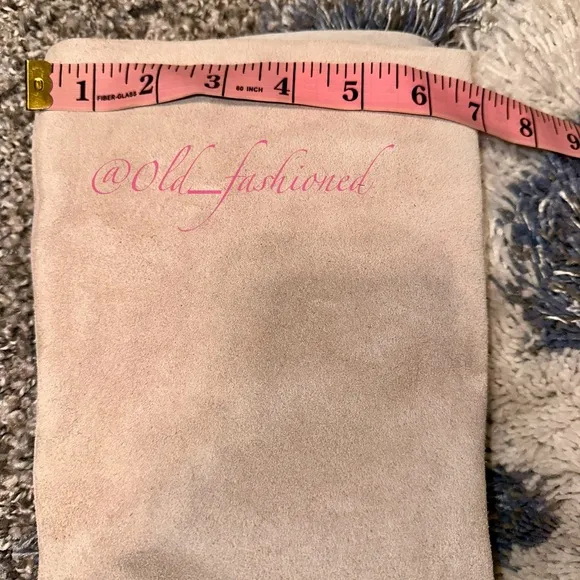 1 2 3 4 5 6 7 8 9
FIBER-GLASS 60 INCH
@Old_fashioned